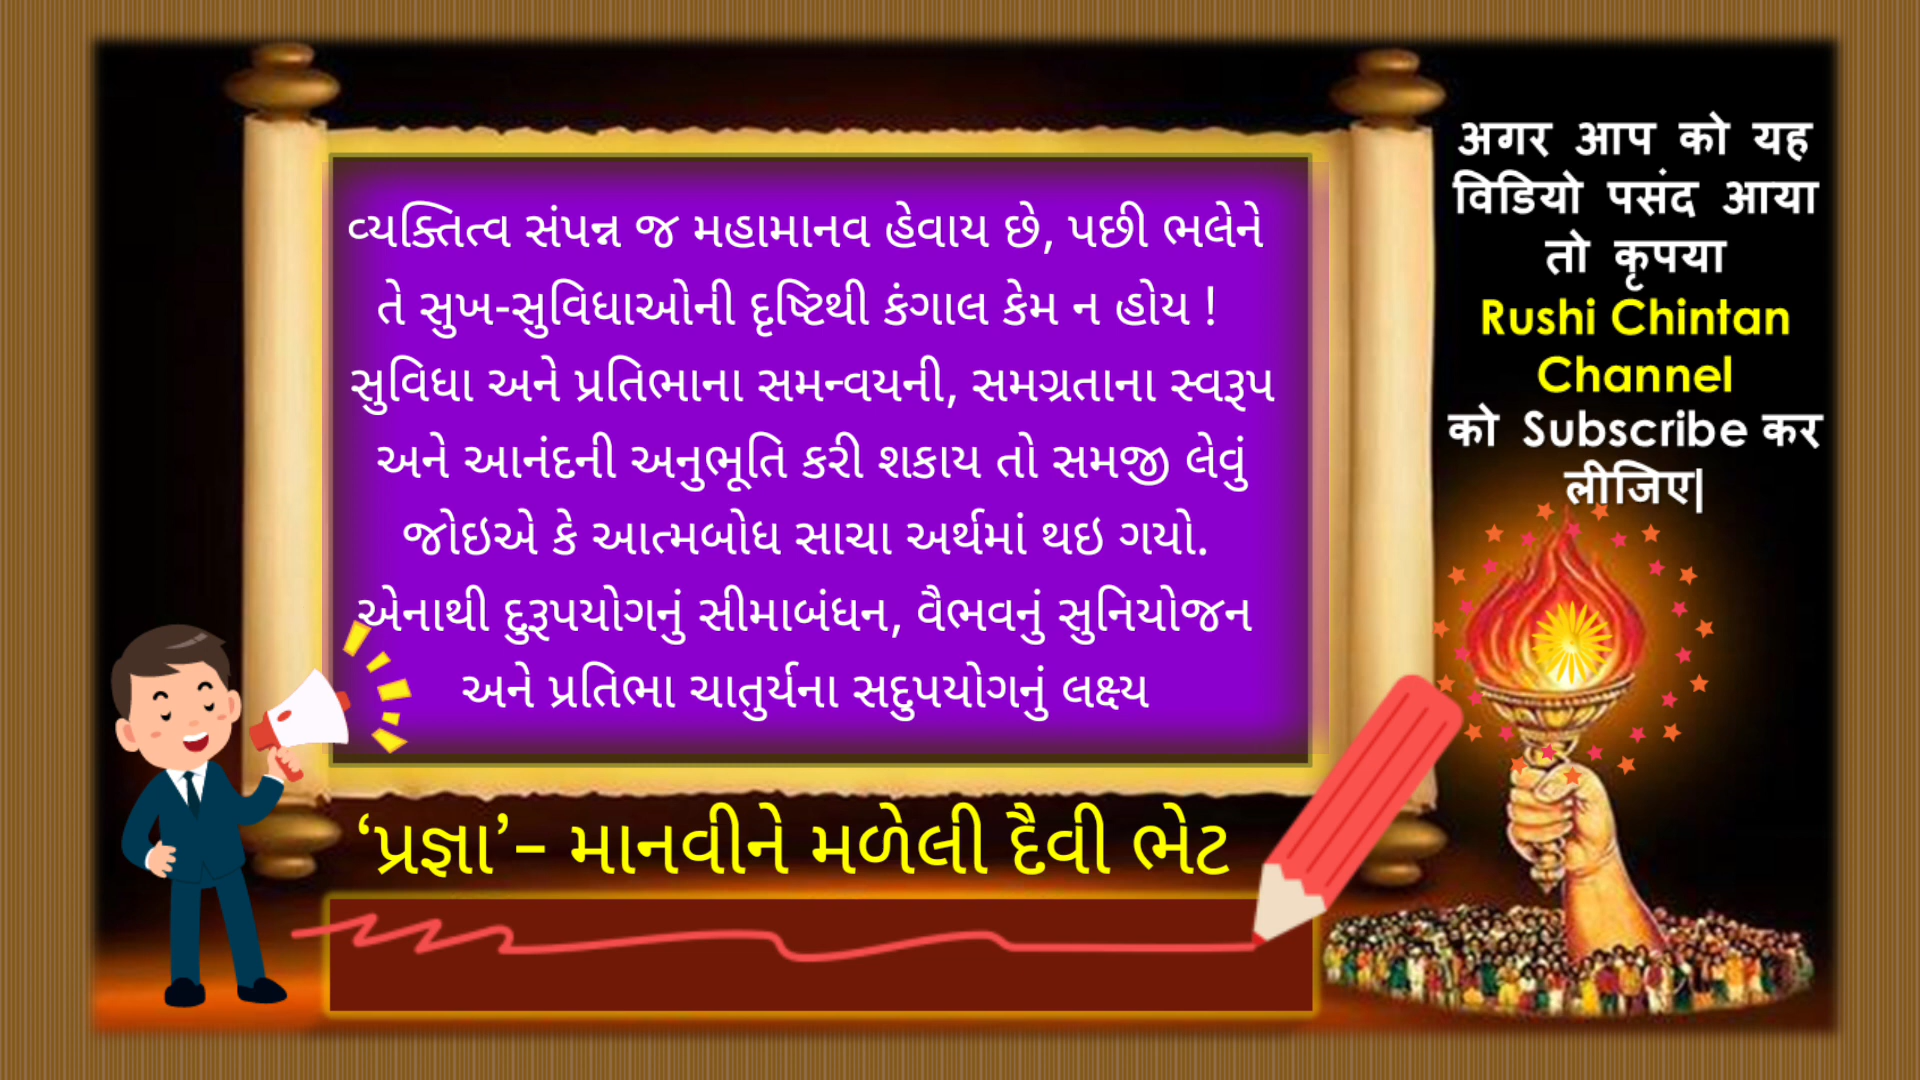 વ્યક્તિત્વ સંપન્ન જ મહામાનવ હેવાય છે, પછી ભલેને
તે સુખ-સુવિધાઓની દૃષ્ટિથી કંગાલ કેમ ન હોય !
સુવિધા અને પ્રતિભાના સમન્વયની, સમગ્રતાના સ્વરૂપ
અને આનંદની અનુભૂતિ કરી શકાય તો સમજી લેવું
જોઇએ કે આત્મબોધ સાચા અર્થમાં થઇ ગયો.
એનાથી દુરૂપયોગનું સીમાબંધન, વૈભવનું સુનિયોજન
અને પ્રતિભા ચાતુર્યના સદુપયોગનું લક્ષ્ય
‘પ્રજ્ઞા’– માનવીને મળેલી દૈવી ભેટ
अगर आप को यह
विडियो पसंद आया
तो कृपया
Rushi Chintan
Channel
को Subscribe कर
लीजिए|